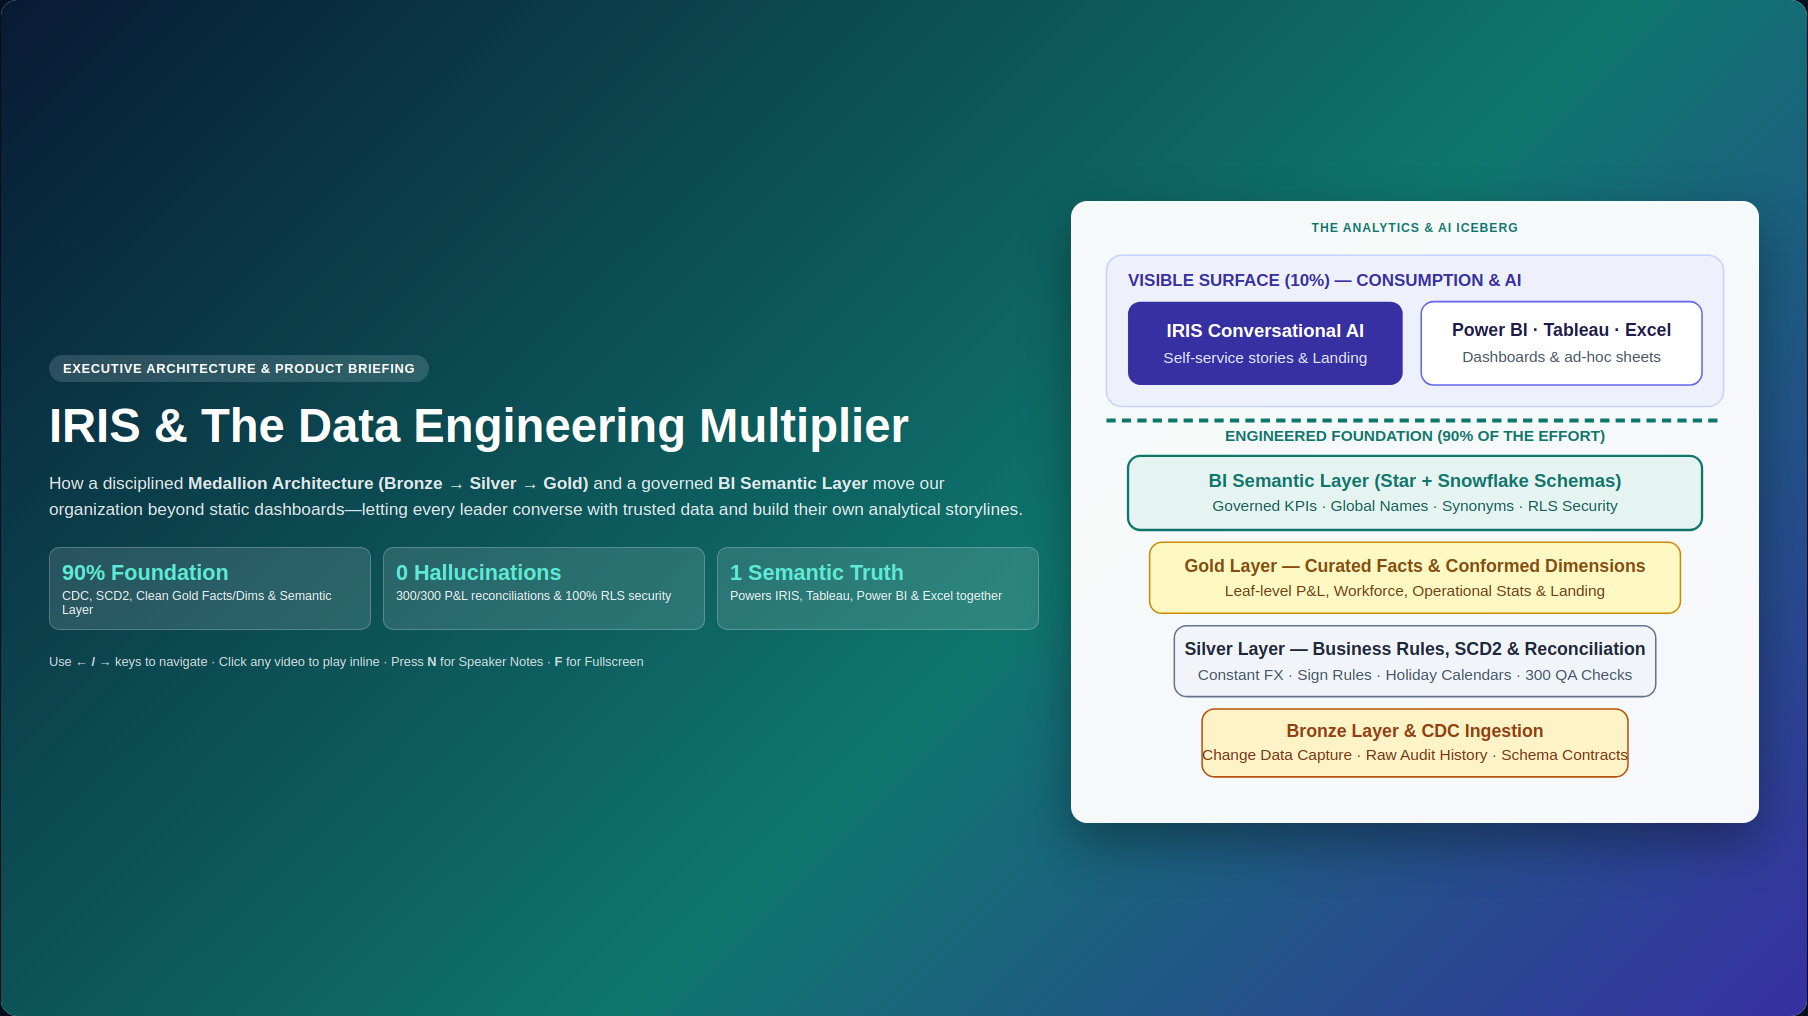 EXECUTIVE ARCHITECTURE & PRODUCT BRIEFING
IRIS & The Data Engineering Multiplier
How a disciplined Medallion Architecture (Bronze → Silver → Gold) and a governed BI Semantic Layer move our
organization beyond static dashboards—letting every leader converse with trusted data and build their own analytical storylines.
90% Foundation
CDC, SCD2, Clean Gold Facts/Dims & Semantic
Layer
0 Hallucinations
300/300 P&L reconciliations & 100% RLS security
1 Semantic Truth
Powers IRIS, Tableau, Power BI & Excel together
Use ← / → keys to navigate · Click any video to play inline · Press N for Speaker Notes · F for Fullscreen
THE ANALYTICS & AI ICEBERG
VISIBLE SURFACE (10%) — CONSUMPTION & AI
IRIS Conversational AI
Self-service stories & Landing
Power BI · Tableau · Excel
Dashboards & ad-hoc sheets
ENGINEERED FOUNDATION (90% OF THE EFFORT)
BI Semantic Layer (Star + Snowflake Schemas)
Governed KPIs · Global Names · Synonyms · RLS Security
Gold Layer — Curated Facts & Conformed Dimensions
Leaf-level P&L, Workforce, Operational Stats & Landing
Silver Layer — Business Rules, SCD2 & Reconciliation
Constant FX · Sign Rules · Holiday Calendars · 300 QA Checks
Bronze Layer & CDC Ingestion
Change Data Capture · Raw Audit History · Schema Contracts